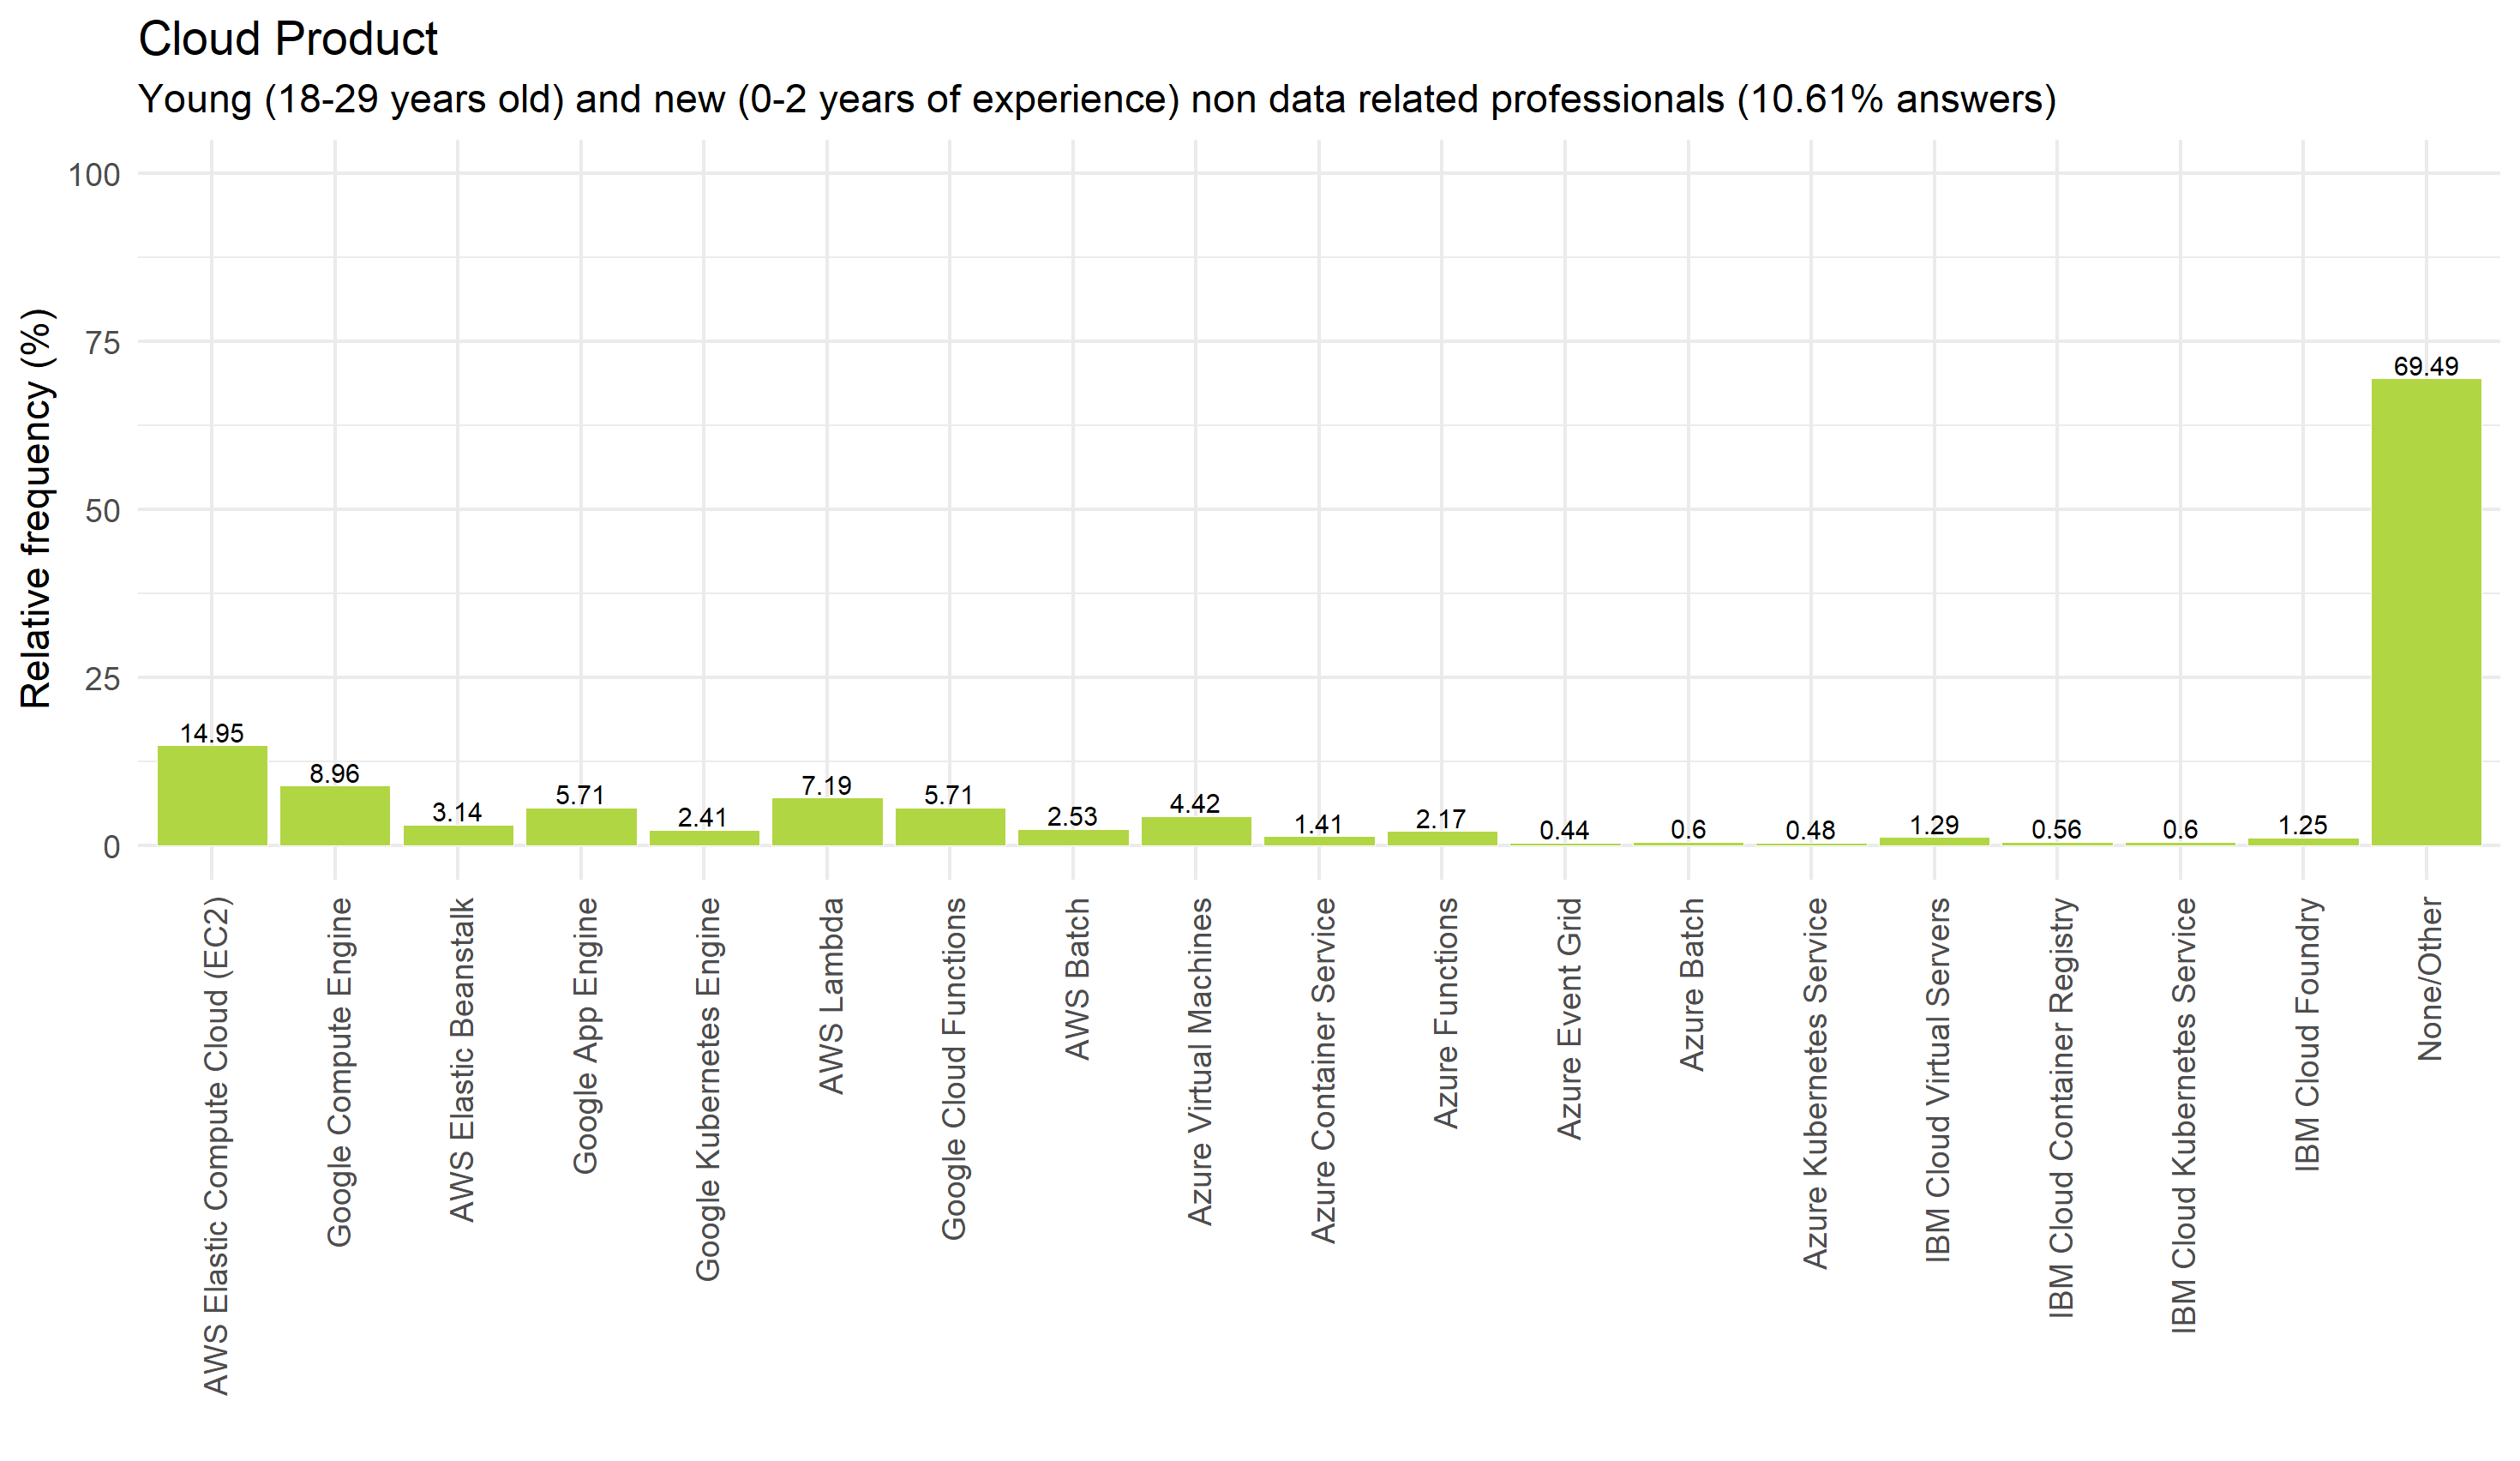 Cloud Product
Young (18-29 years old) and new (0-2 years of experience) non data related professionals (10.61% answers)
Relative frequency (%)
100
75
50
25
0
14.95
8.96
3.14
5.71
2.41
7.19
5.71
2.53
4.42
1.41
2.17
0.44
0.6
0.48
1.29
0.56
0.6
1.25
69.49
AWS Elastic Compute Cloud (EC2)
Google Compute Engine
AWS Elastic Beanstalk
Google App Engine
Google Kubernetes Engine
AWS Lambda
Google Cloud Functions
AWS Batch
Azure Virtual Machines
Azure Container Service
Azure Functions
Azure Event Grid
Azure Batch
Azure Kubernetes Service
IBM Cloud Virtual Servers
IBM Cloud Container Registry
IBM Cloud Kubernetes Service
IBM Cloud Foundry
None/Other